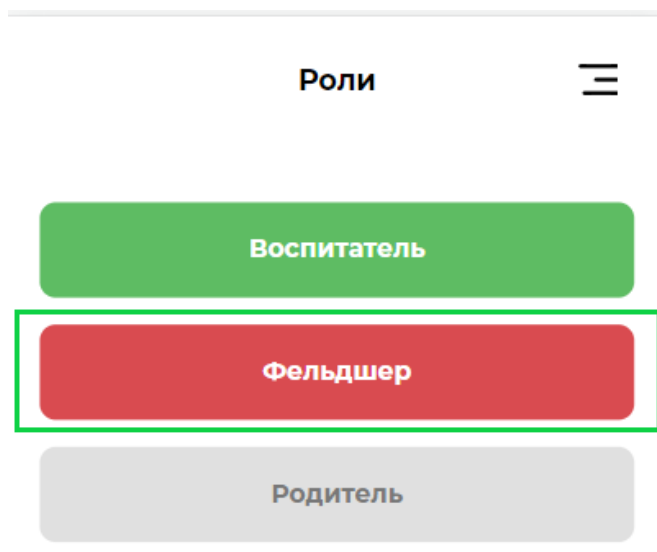 Роли
Воспитатель
Фельдшер
Родитель